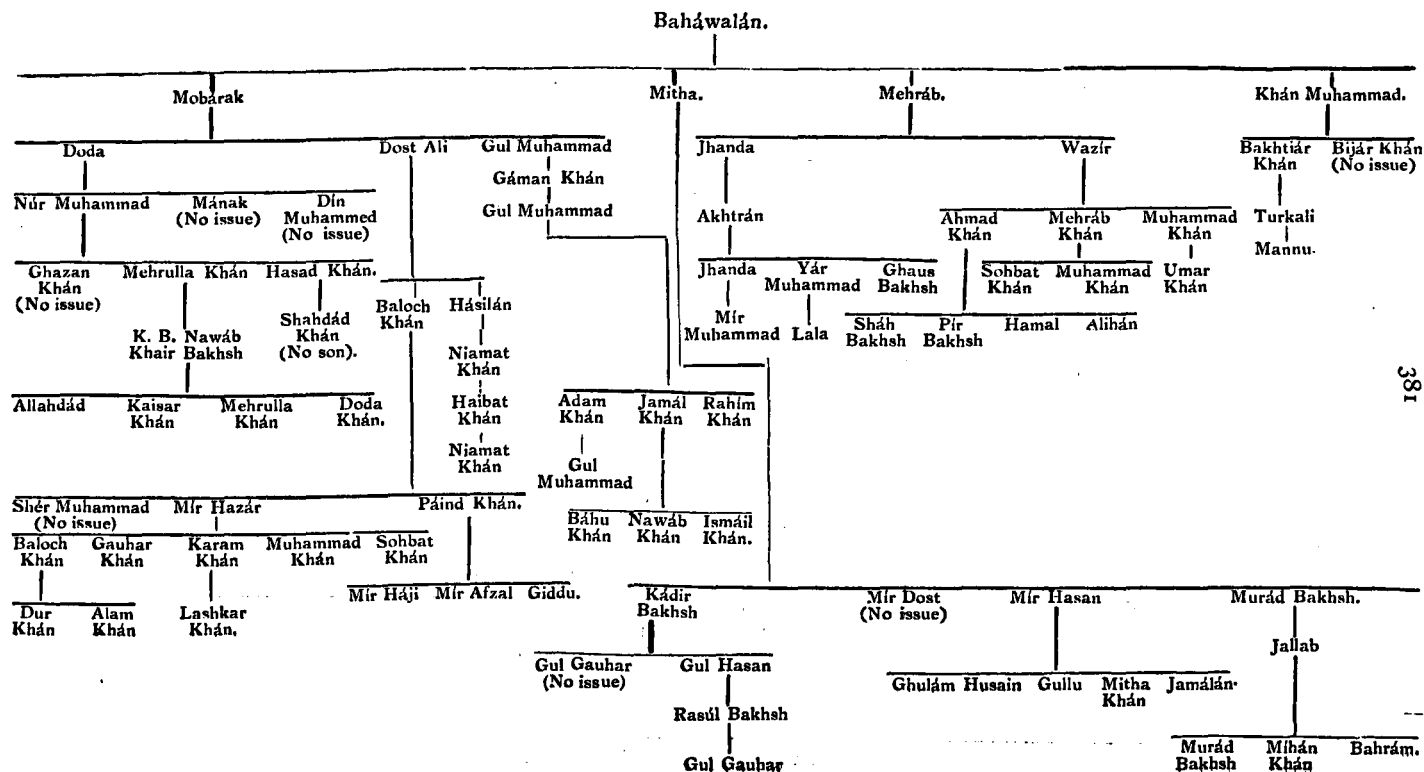 Baháwalán.
Mobárak Mitha. Mehráb. Khán Muhammad.
Doda Dost Ali Gul Muhammad Jhanda Wazír Bakhtiár Khán Bijár Khán (No issue)
Gáman Khán
Gul Muhammad
Núr Muhammad Mának (No issue) Dín Muhammed (No issue)
Akhtrán Ahmad Khán Mehráb Khán Muhammad Khán Turkali
Mannu.
Ghazan Khán (No issue) Mehrulla Khán Hasad Khán.
Jhanda Yár Muhammad Ghaus Bakhsh Sohbat Khán Muhammad Khán Umar Khán
Baloch Khán Hásilán
Shahdád Khán (No son).
Mír Muhammad Lala Sháh Bakhsh Pír Bakhsh Hamal Alihán
K. B. Nawáb Khair Bakhsh
Niamat Khán
381
Allahdád Kaisar Khán Mehrulla Khán Doda Khán.
Haibat Khán
Adam Khán Jamál Khán Rahím Khán
Niamat Khán
Gul Muhammad
Shér Muhammad (No issue) Mír Hazár Páind Khán.
Báhu Khán Nawáb Khán Ismáil Khán.
Baloch Khán Gauhar Khán Karam Khán Muhammad Khán Sohbat Khán
Mír Háji Mír Afzal Giddu.
Kádir Bakhsh Mír Dost (No issue) Mír Hasan Murád Bakhsh.
Dur Khán Alam Khán Lashkar Khán.
Jallab
Gul Gauhar (No issue) Gul Hasan
Ghulám Husain Gullu Mitha Khán Jamálán.
Rasúl Bakhsh
Gul Gauhar
Murád Bakhsh Míhán Khán Bahrám.